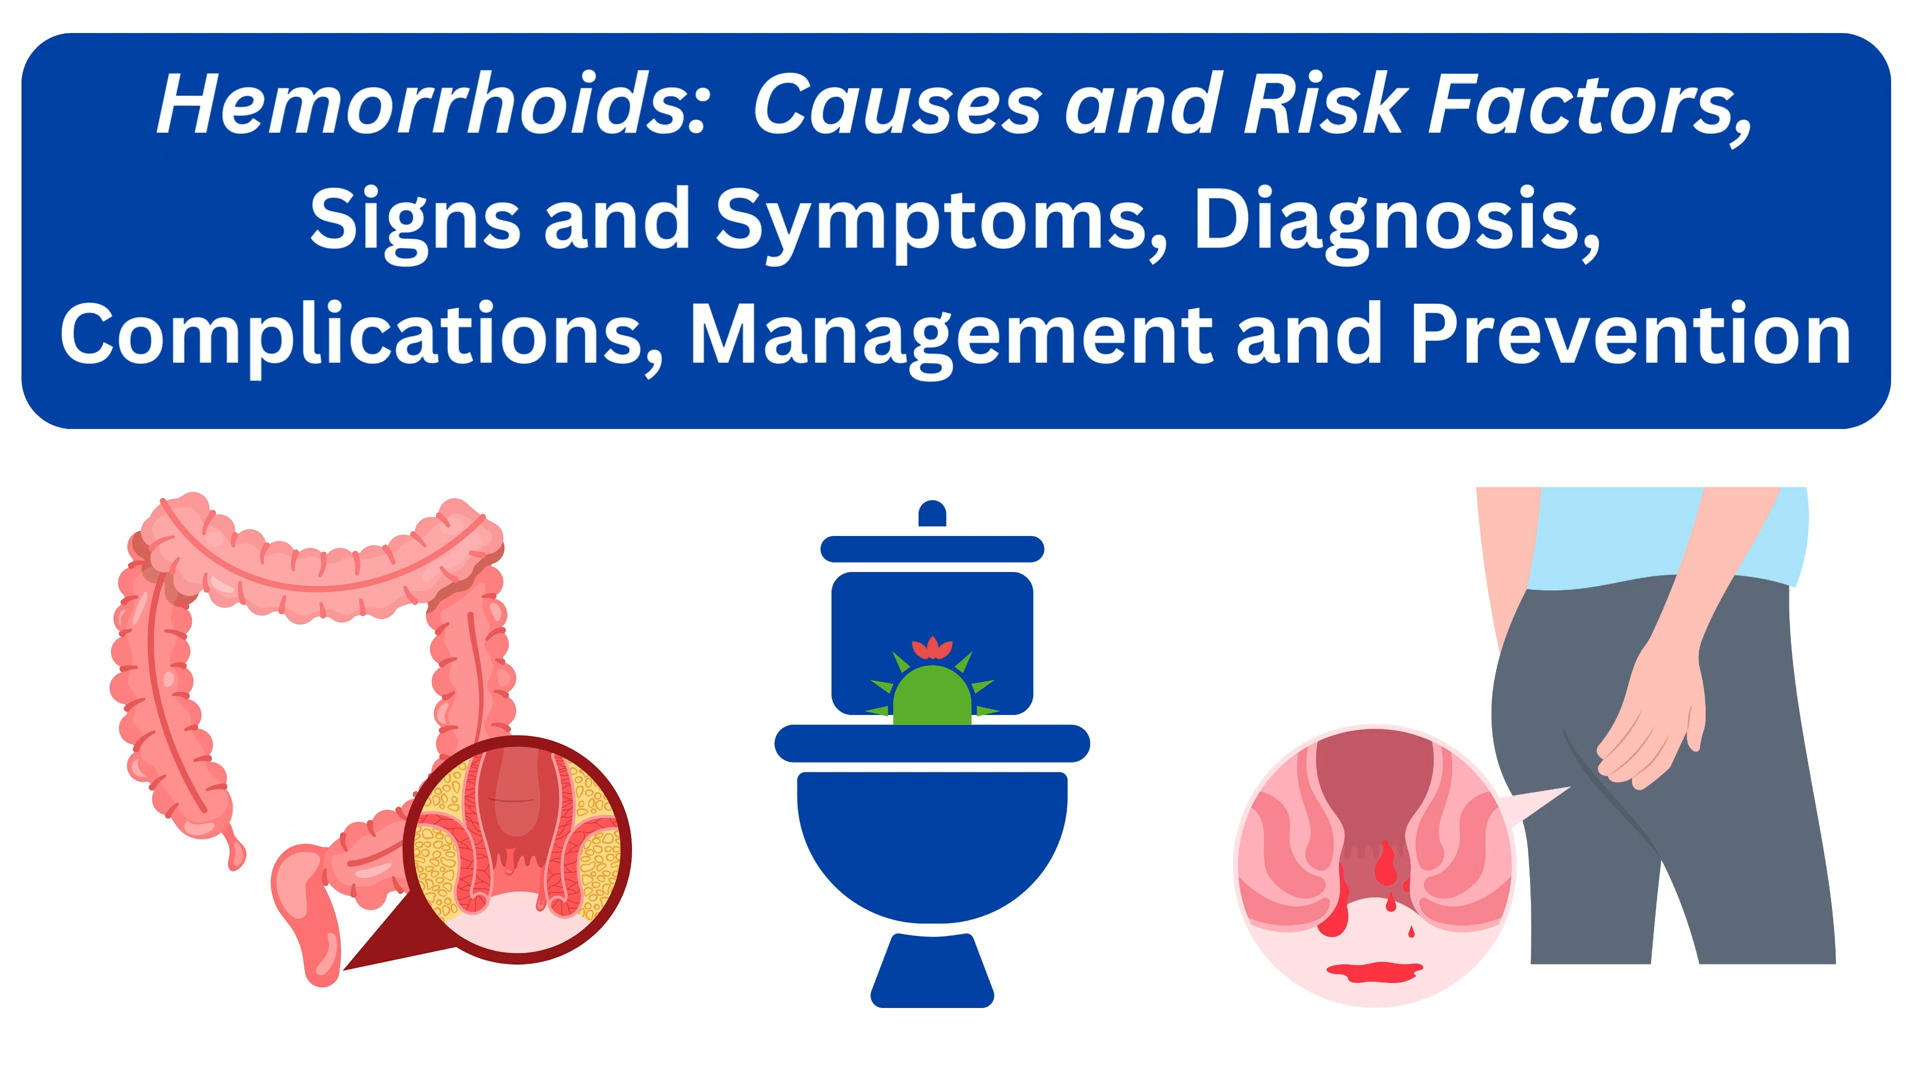 Hemorrhoids: Causes and Risk Factors,
Signs and Symptoms, Diagnosis,
Complications, Management and Prevention